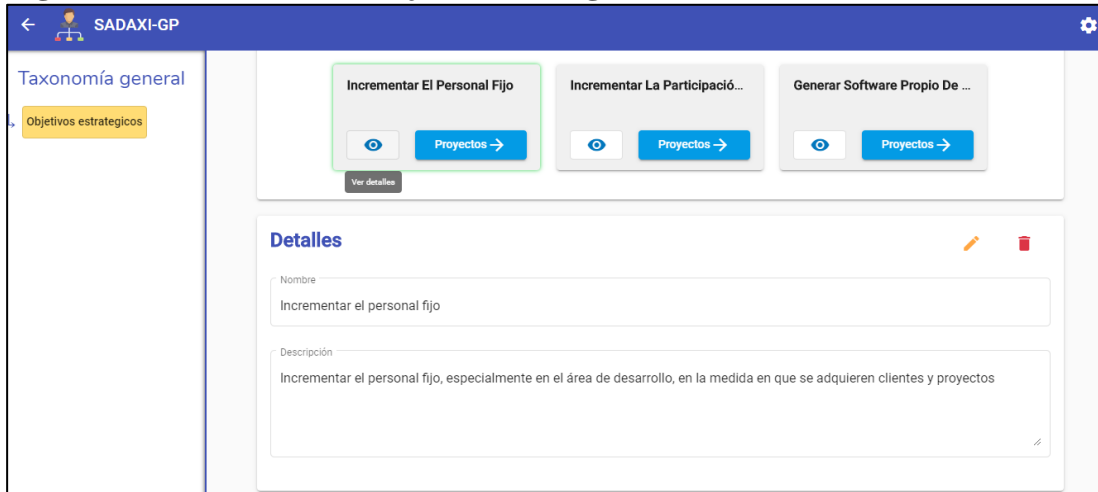 SADAXI-GP
Taxonomía general
Objetivos estrategicos
Incrementar El Personal Fijo
Proyectos
Ver detalles
Incrementar La Participació...
Proyectos
Generar Software Propio De ...
Proyectos
Detalles
Nombre
Incrementar el personal fijo
Descripción
Incrementar el personal fijo, especialmente en el área de desarrollo, en la medida en que se adquieren clientes y proyectos